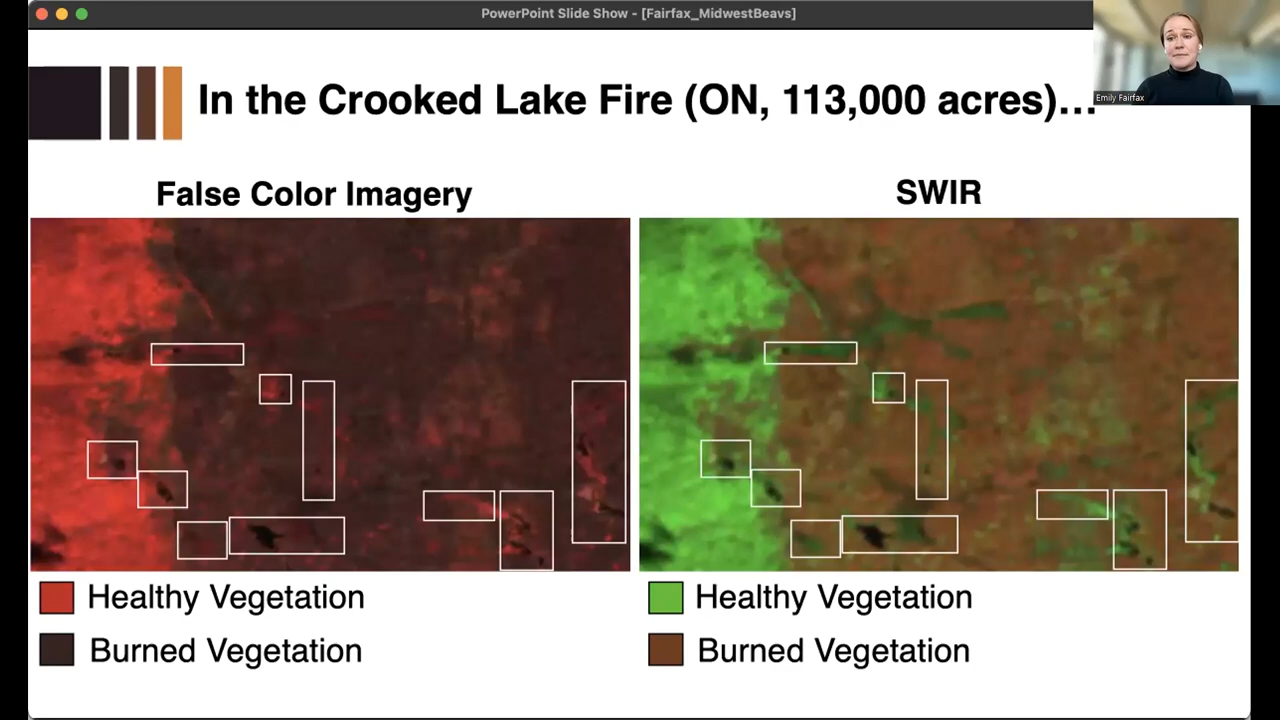 PowerPoint Slide Show - [Fairfax_MidwestBeavs]
Emily Fairfax
In the Crooked Lake Fire (ON, 113,000 acres)...
False Color Imagery
SWIR
Healthy Vegetation
Burned Vegetation
Healthy Vegetation
Burned Vegetation